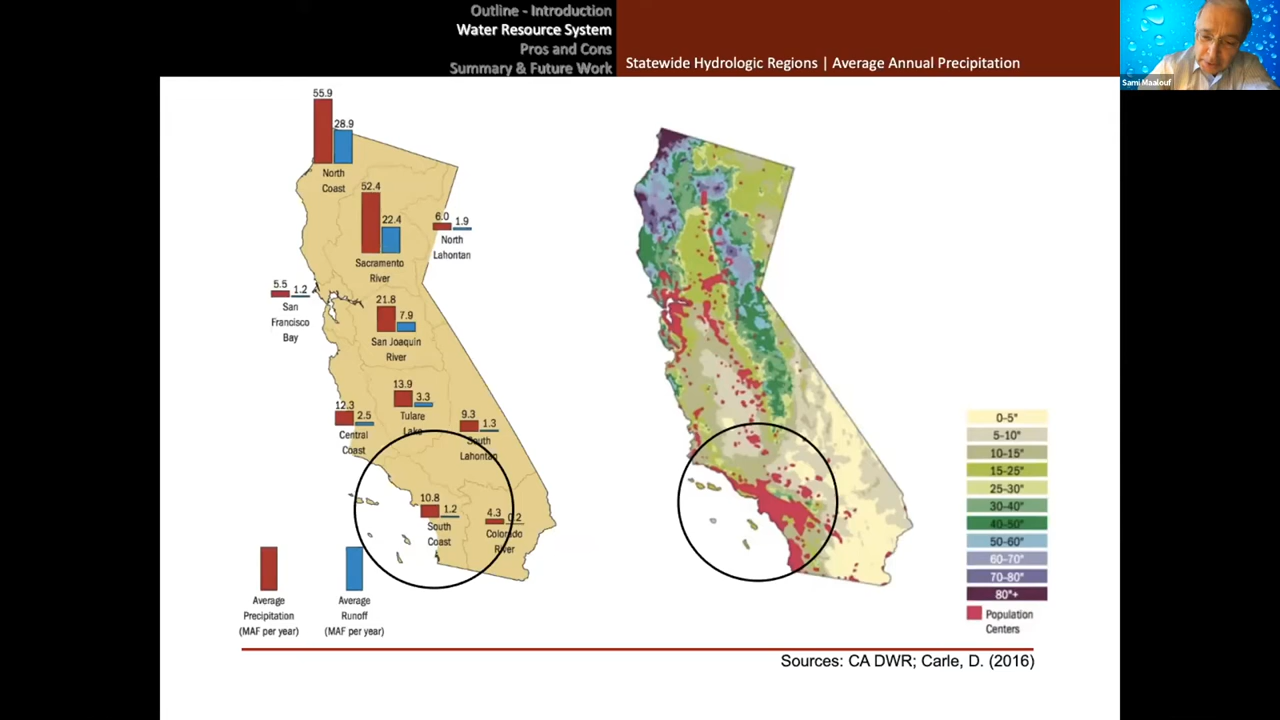 Outline - Introduction
Water Resource System
Pros and Cons
Summary & Future Work
Statewide Hydrologic Regions | Average Annual Precipitation
Sami Maalouf
55.9
28.9
North
Coast
52.4
22.4
Sacramento
River
6.0
1.9
North
Lahontan
5.5
1.2
San
Francisco
Bay
21.8
7.9
San Joaquin
River
13.9
3.3
Tulare
Lake
12.3
2.5
Central
Coast
9.3
1.3
South
Lahontan
10.8
1.2
South
Coast
4.3
0.2
Colorado
River
Average
Precipitation
(MAF per year)
Average
Runoff
(MAF per year)
0-5"
5-10"
10-15"
15-25"
25-30"
30-40"
40-50"
50-60"
60-70"
70-80"
80"+
Population
Centers
Sources: CA DWR; Carle, D. (2016)